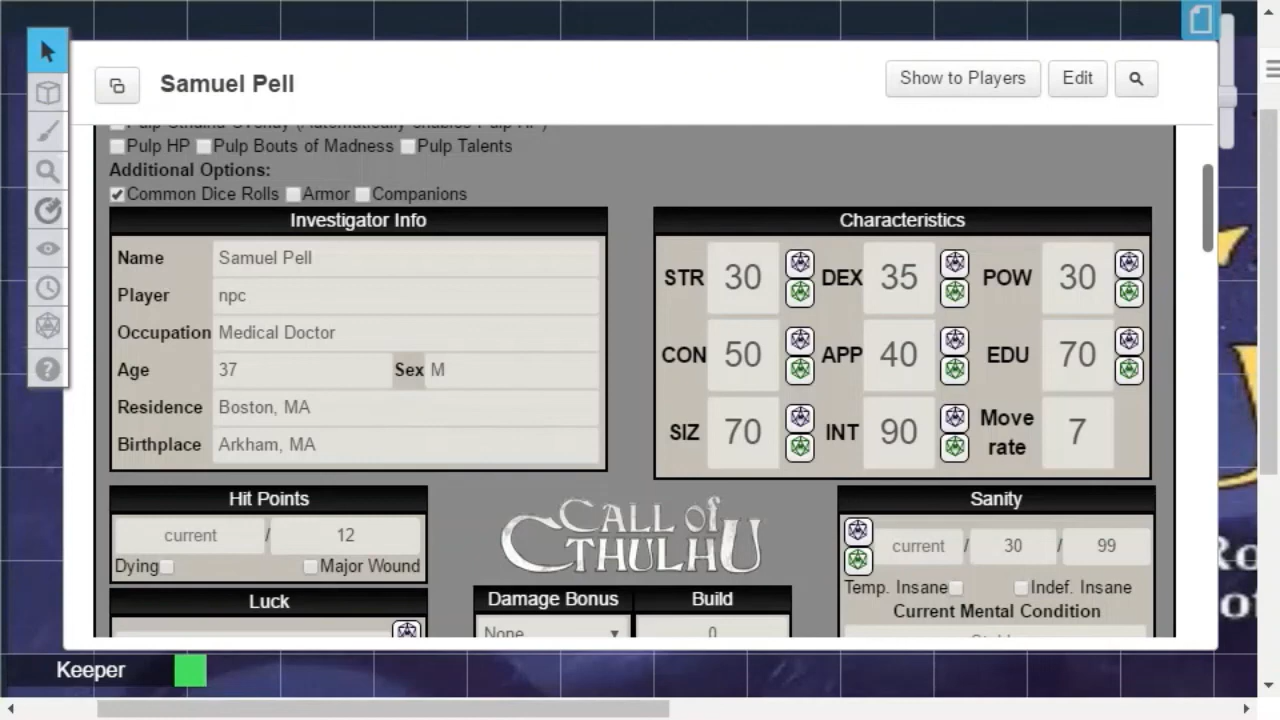 Samuel Pell
Show to Players
Edit
Pulp HP Pulp Bouts of Madness Pulp Talents
Additional Options:
Common Dice Rolls Armor Companions
Investigator Info
Name Samuel Pell
Player npc
Occupation Medical Doctor
Age 37 Sex M
Residence Boston, MA
Birthplace Arkham, MA
Characteristics
STR 30 DEX 35 POW 30
CON 50 APP 40 EDU 70
SIZ 70 INT 90 Move rate 7
Hit Points
current / 12
Dying Major Wound
Luck
CALL of CTHULHU
Damage Bonus Build
None 0
Sanity
current / 30 / 99
Temp. Insane Indef. Insane
Current Mental Condition
Keeper